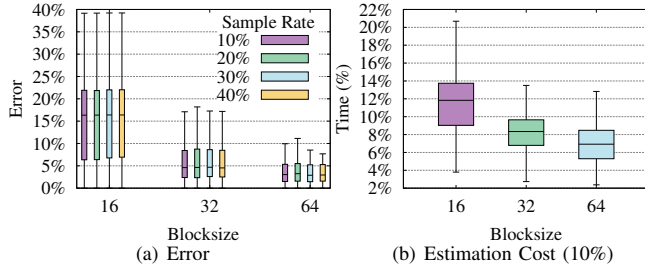 Error
40%
35%
30%
25%
20%
15%
10%
5%
0%
Sample Rate
10%
20%
30%
40%
16 32 64
Blocksize
(a) Error
Time (%)
22%
20%
18%
16%
14%
12%
10%
8%
6%
4%
2%
16 32 64
Blocksize
(b) Estimation Cost (10%)